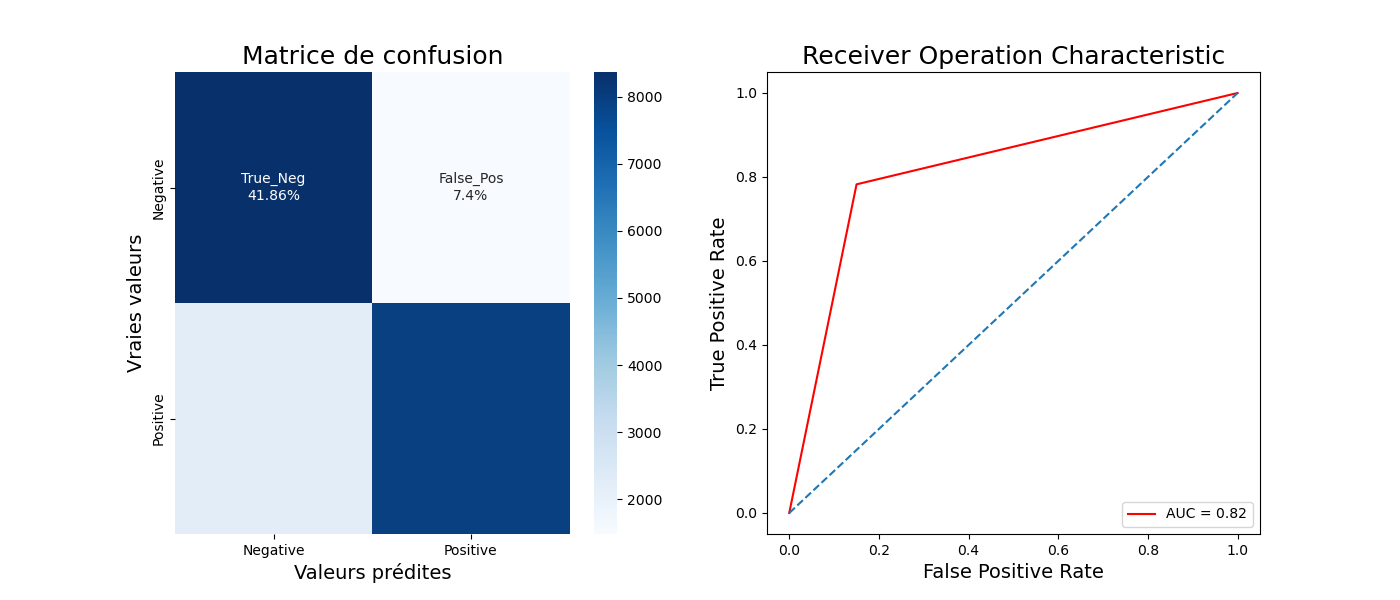 Matrice de confusion
Vraies valeurs
Negative
Positive
True_Neg
41.86%
False_Pos
7.4%
Negative
Positive
Valeurs prédites
8000
7000
6000
5000
4000
3000
2000
Receiver Operation Characteristic
True Positive Rate
1.0
0.8
0.6
0.4
0.2
0.0
AUC = 0.82
0.0
0.2
0.4
0.6
0.8
1.0
False Positive Rate